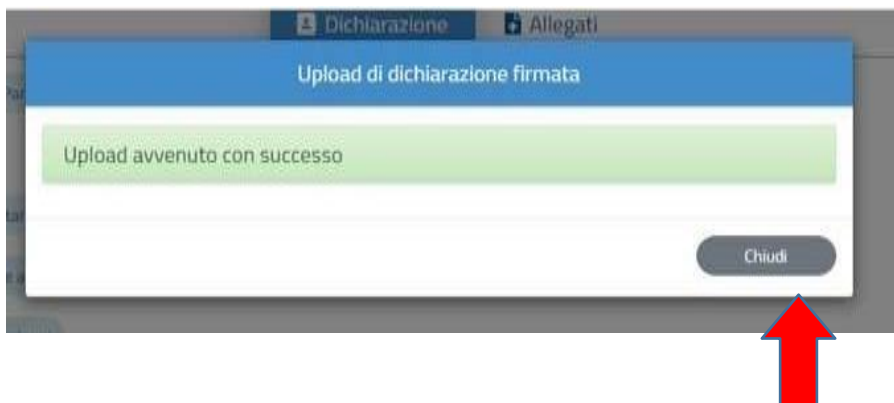 Dichiarazione Allegati
Upload di dichiarazione firmata
Upload avvenuto con successo
Chiudi